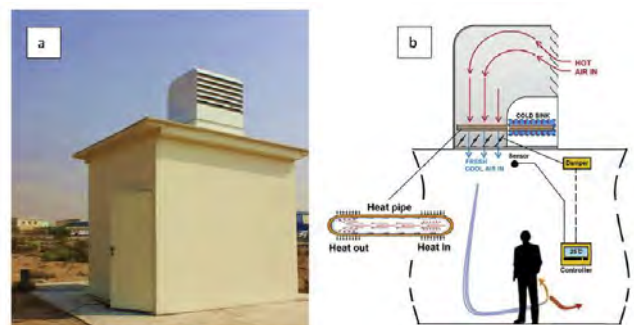 a
b
HOT
AIR IN
COLD SINK
FRESH
COOL AIR IN
Sensor
Damper
Heat pipe
Heat out
Heat In
Controller